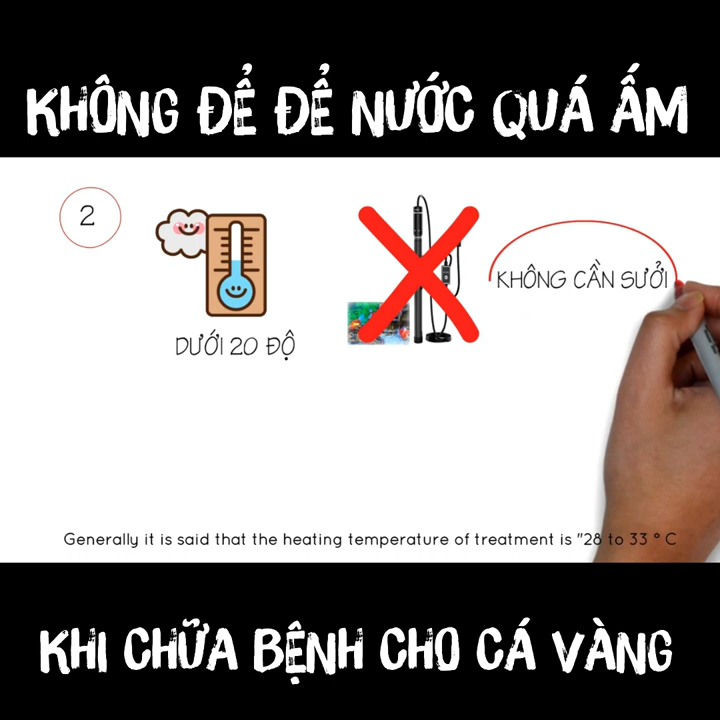 KHÔNG ĐỂ ĐỂ NƯỚC QUÁ ẤM
2
KHÔNG CẦN SƯỞI
DƯỚI 20 ĐỘ
Generally it is said that the heating temperature of treatment is "28 to 33 ° C
KHI CHỮA BỆNH CHO CÁ VÀNG